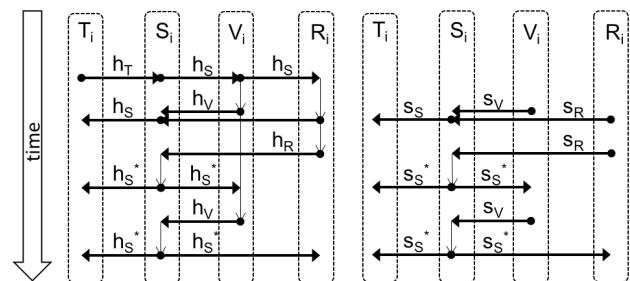 T_i S_i V_i R_i T_i S_i V_i R_i
h_T h_S h_S
h_S h_V s_S s_V s_R
h_R s_R
h_S^* h_S^* s_S^* s_S^*
h_V s_V
h_S^* h_S^* s_S^* s_S^*
time